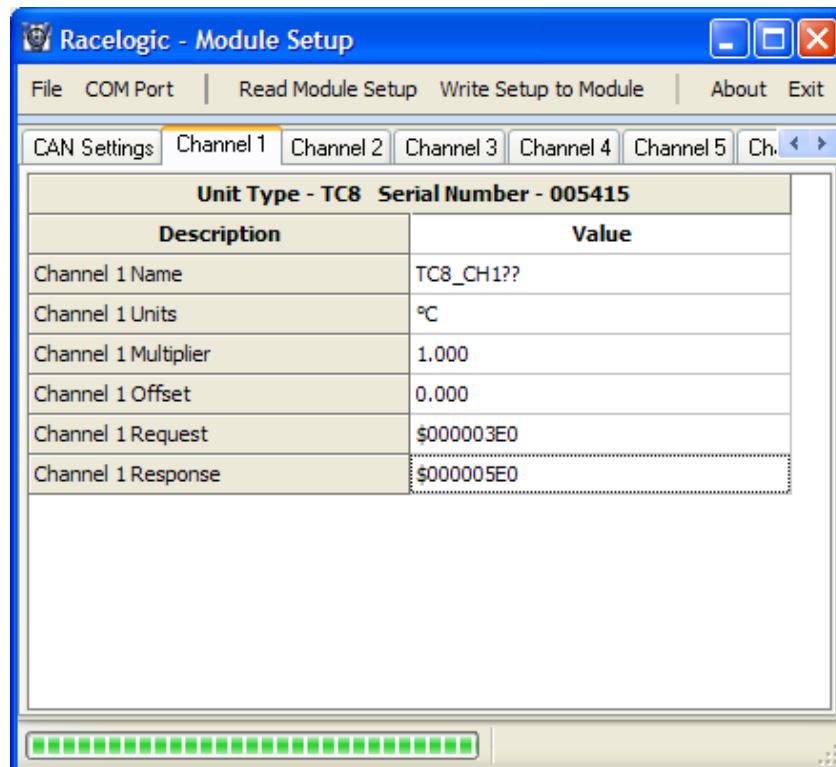 Racelogic - Module Setup
File COM Port Read Module Setup Write Setup to Module About Exit
CAN Settings Channel 1 Channel 2 Channel 3 Channel 4 Channel 5
Unit Type - TC8 Serial Number - 005415
Description Value
Channel 1 Name TC8_CH1??
Channel 1 Units ºC
Channel 1 Multiplier 1.000
Channel 1 Offset 0.000
Channel 1 Request $000003E0
Channel 1 Response $000005E0